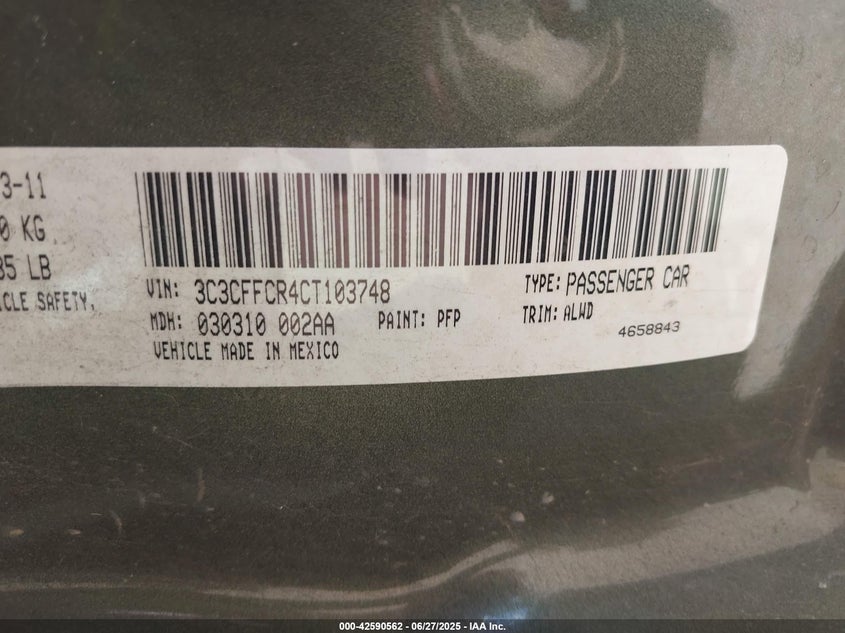 3-11
0 KG
85 LB
ICLE SAFETY,
VIN: 3C3CFFCR4CT103748
TYPE: PASSENGER CAR
MDH: 030310 002AA
PAINT: PFP
TRIM: ALWD
4658843
VEHICLE MADE IN MEXICO
000-42590562 | 06/27/2025 - IAA Inc.